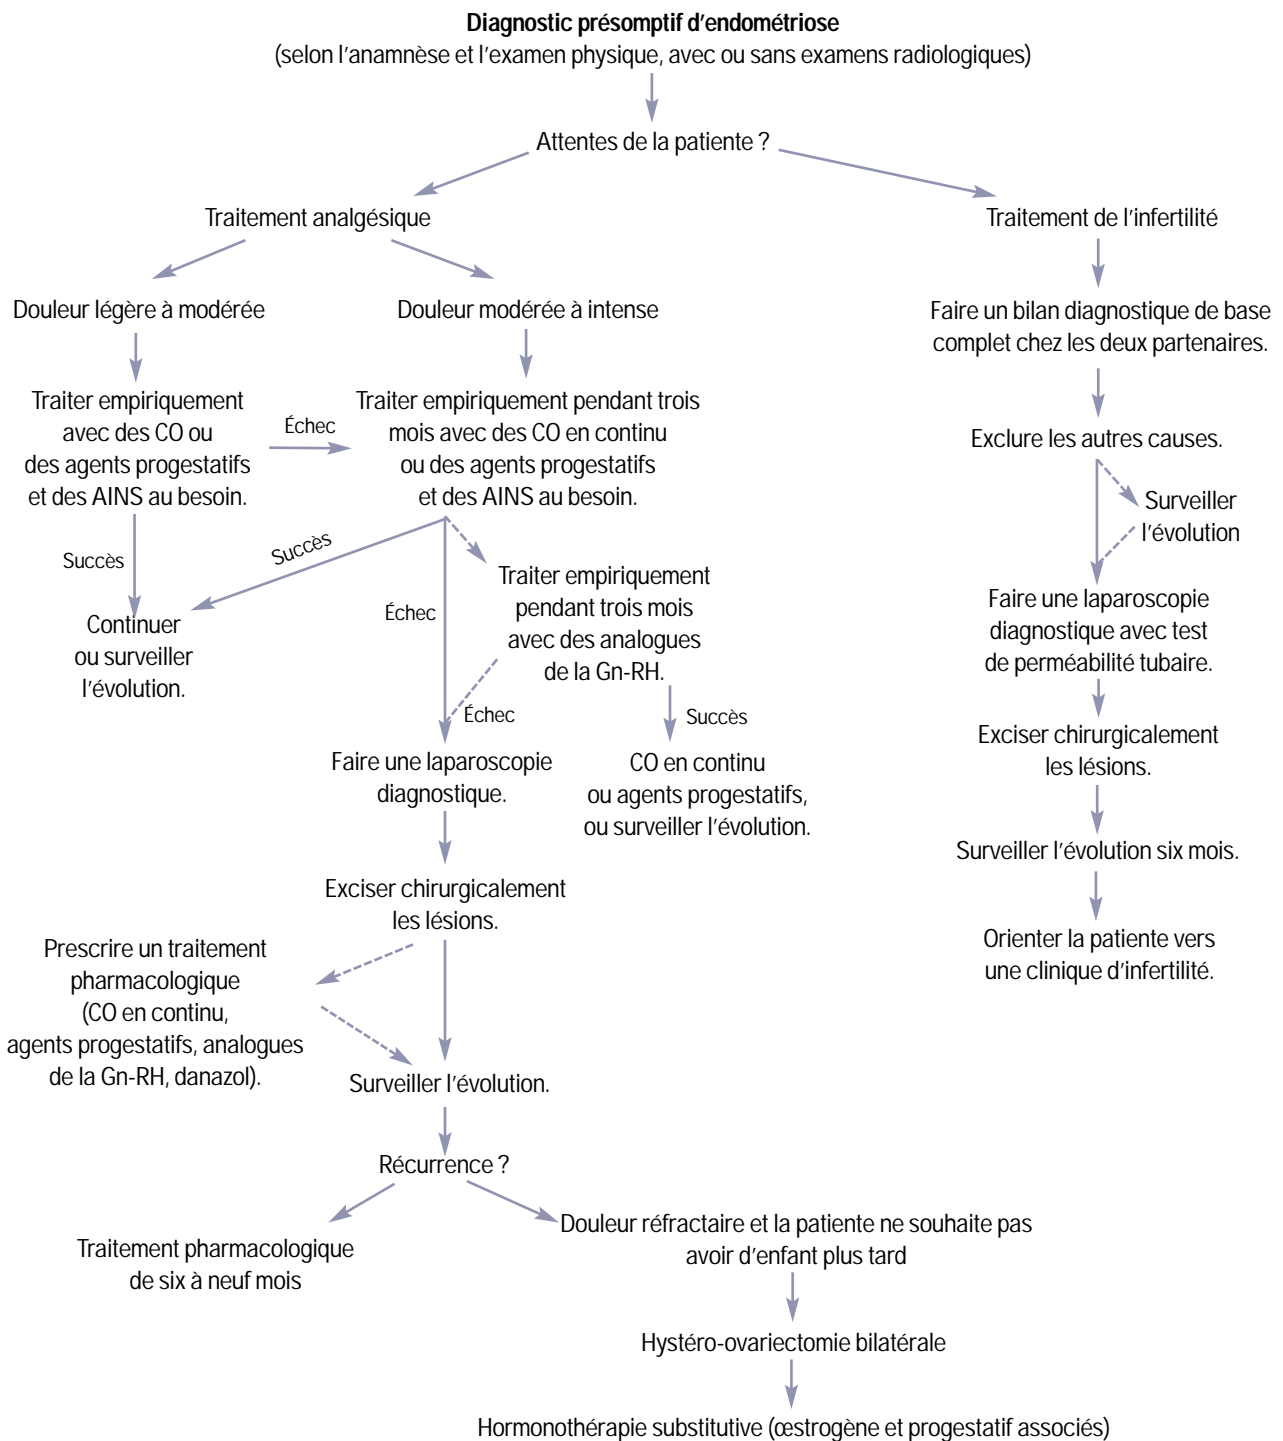 Diagnostic présomptif d'endométriose
(selon l'anamnèse et l'examen physique, avec ou sans examens radiologiques)
Attentes de la patiente ?
Traitement analgésique
Traitement de l'infertilité
Douleur légère à modérée
Douleur modérée à intense
Faire un bilan diagnostique de base
complet chez les deux partenaires.
Traiter empiriquement
avec des CO ou
des agents progestatifs
et des AINS au besoin.
Échec
Traiter empiriquement pendant trois
mois avec des CO en continu
ou des agents progestatifs
et des AINS au besoin.
Exclure les autres causes.
Surveiller
l'évolution
Succès
Succès
Continuer
ou surveiller
l'évolution.
Échec
Traiter empiriquement
pendant trois mois
avec des analogues
de la Gn-RH.
Faire une laparoscopie
diagnostique avec test
de perméabilité tubaire.
Échec
Succès
Faire une laparoscopie
diagnostique.
CO en continu
ou agents progestatifs,
ou surveiller l'évolution.
Exciser chirurgicalement
les lésions.
Surveiller l'évolution six mois.
Exciser chirurgicalement
les lésions.
Orienter la patiente vers
une clinique d'infertilité.
Prescrire un traitement
pharmacologique
(CO en continu,
agents progestatifs, analogues
de la Gn-RH, danazol).
Surveiller l'évolution.
Récurrence ?
Traitement pharmacologique
de six à neuf mois
Douleur réfractaire et la patiente ne souhaite pas
avoir d'enfant plus tard
Hystéro-ovariectomie bilatérale
Hormonothérapie substitutive (œstrogène et progestatif associés)